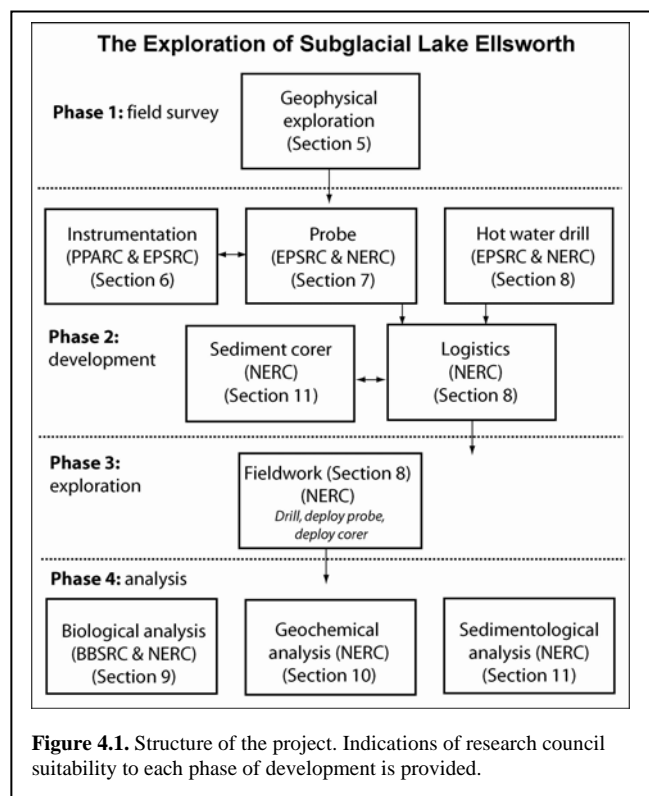 The Exploration of Subglacial Lake Ellsworth
Phase 1: field survey
Geophysical
exploration
(Section 5)
Instrumentation
(PPARC & EPSRC)
(Section 6)
Probe
(EPSRC & NERC)
(Section 7)
Hot water drill
(EPSRC & NERC)
(Section 8)
Phase 2:
development
Sediment corer
(NERC)
(Section 11)
Logistics
(NERC)
(Section 8)
Phase 3:
exploration
Fieldwork (Section 8)
(NERC)
Drill, deploy probe,
deploy corer
Phase 4: analysis
Biological analysis
(BBSRC & NERC)
(Section 9)
Geochemical
analysis (NERC)
(Section 10)
Sedimentological
analysis (NERC)
(Section 11)
Figure 4.1. Structure of the project. Indications of research council
suitability to each phase of development is provided.